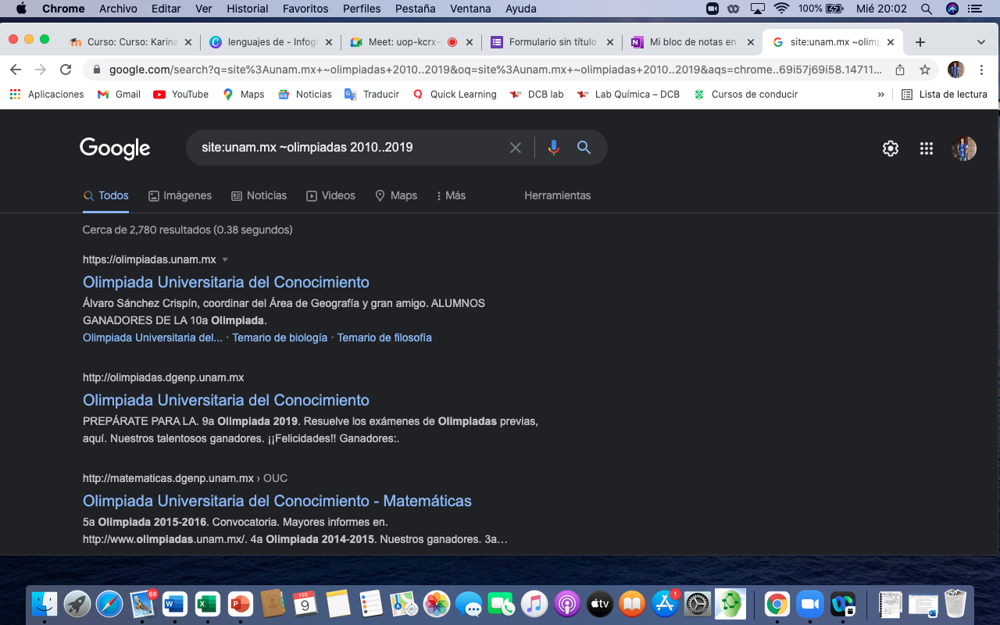 Chrome Archivo Editar Ver Historial Favoritos Perfiles Pestaña Ventana Ayuda 100% Mié 20:02
Curso: Curso: Karina lenguajes de - Infog Meet: uop-kcrx- Formulario sin título Mi bloc de notas en site:unam.mx ~olimp
google.com/search?q=site%3Aunam.mx+~olimpiadas+2010..2019&oq=site%3Aunam.mx+~olimpiadas+2010..2019&aqs=chrome..69i57j69i58.14711...
Aplicaciones Gmail YouTube Maps Noticias Traducir Quick Learning DCB lab Lab Química – DCB Cursos de conducir » Lista de lectura
Google site:unam.mx ~olimpiadas 2010..2019
Todos Imágenes Noticias Videos Maps Más Herramientas
Cerca de 2,780 resultados (0.38 segundos)
https://olimpiadas.unam.mx
Olimpiada Universitaria del Conocimiento
Álvaro Sánchez Crispín, coordinar del Área de Geografía y gran amigo. ALUMNOS
GANADORES DE LA 10a Olimpiada.
Olimpiada Universitaria del... · Temario de biología · Temario de filosofía
http://olimpiadas.dgenp.unam.mx
Olimpiada Universitaria del Conocimiento
PREPÁRATE PARA LA. 9a Olimpiada 2019. Resuelve los exámenes de Olimpiadas previas,
aquí. Nuestros talentosos ganadores. ¡¡Felicidades!! Ganadores:.
http://matematicas.dgenp.unam.mx › OUC
Olimpiada Universitaria del Conocimiento - Matemáticas
5a Olimpiada 2015-2016. Convocatoria. Mayores informes en.
http://www.olimpiadas.unam.mx/. 4a Olimpiada 2014-2015. Nuestros ganadores. 3a...
68 FEB 9 tv 1